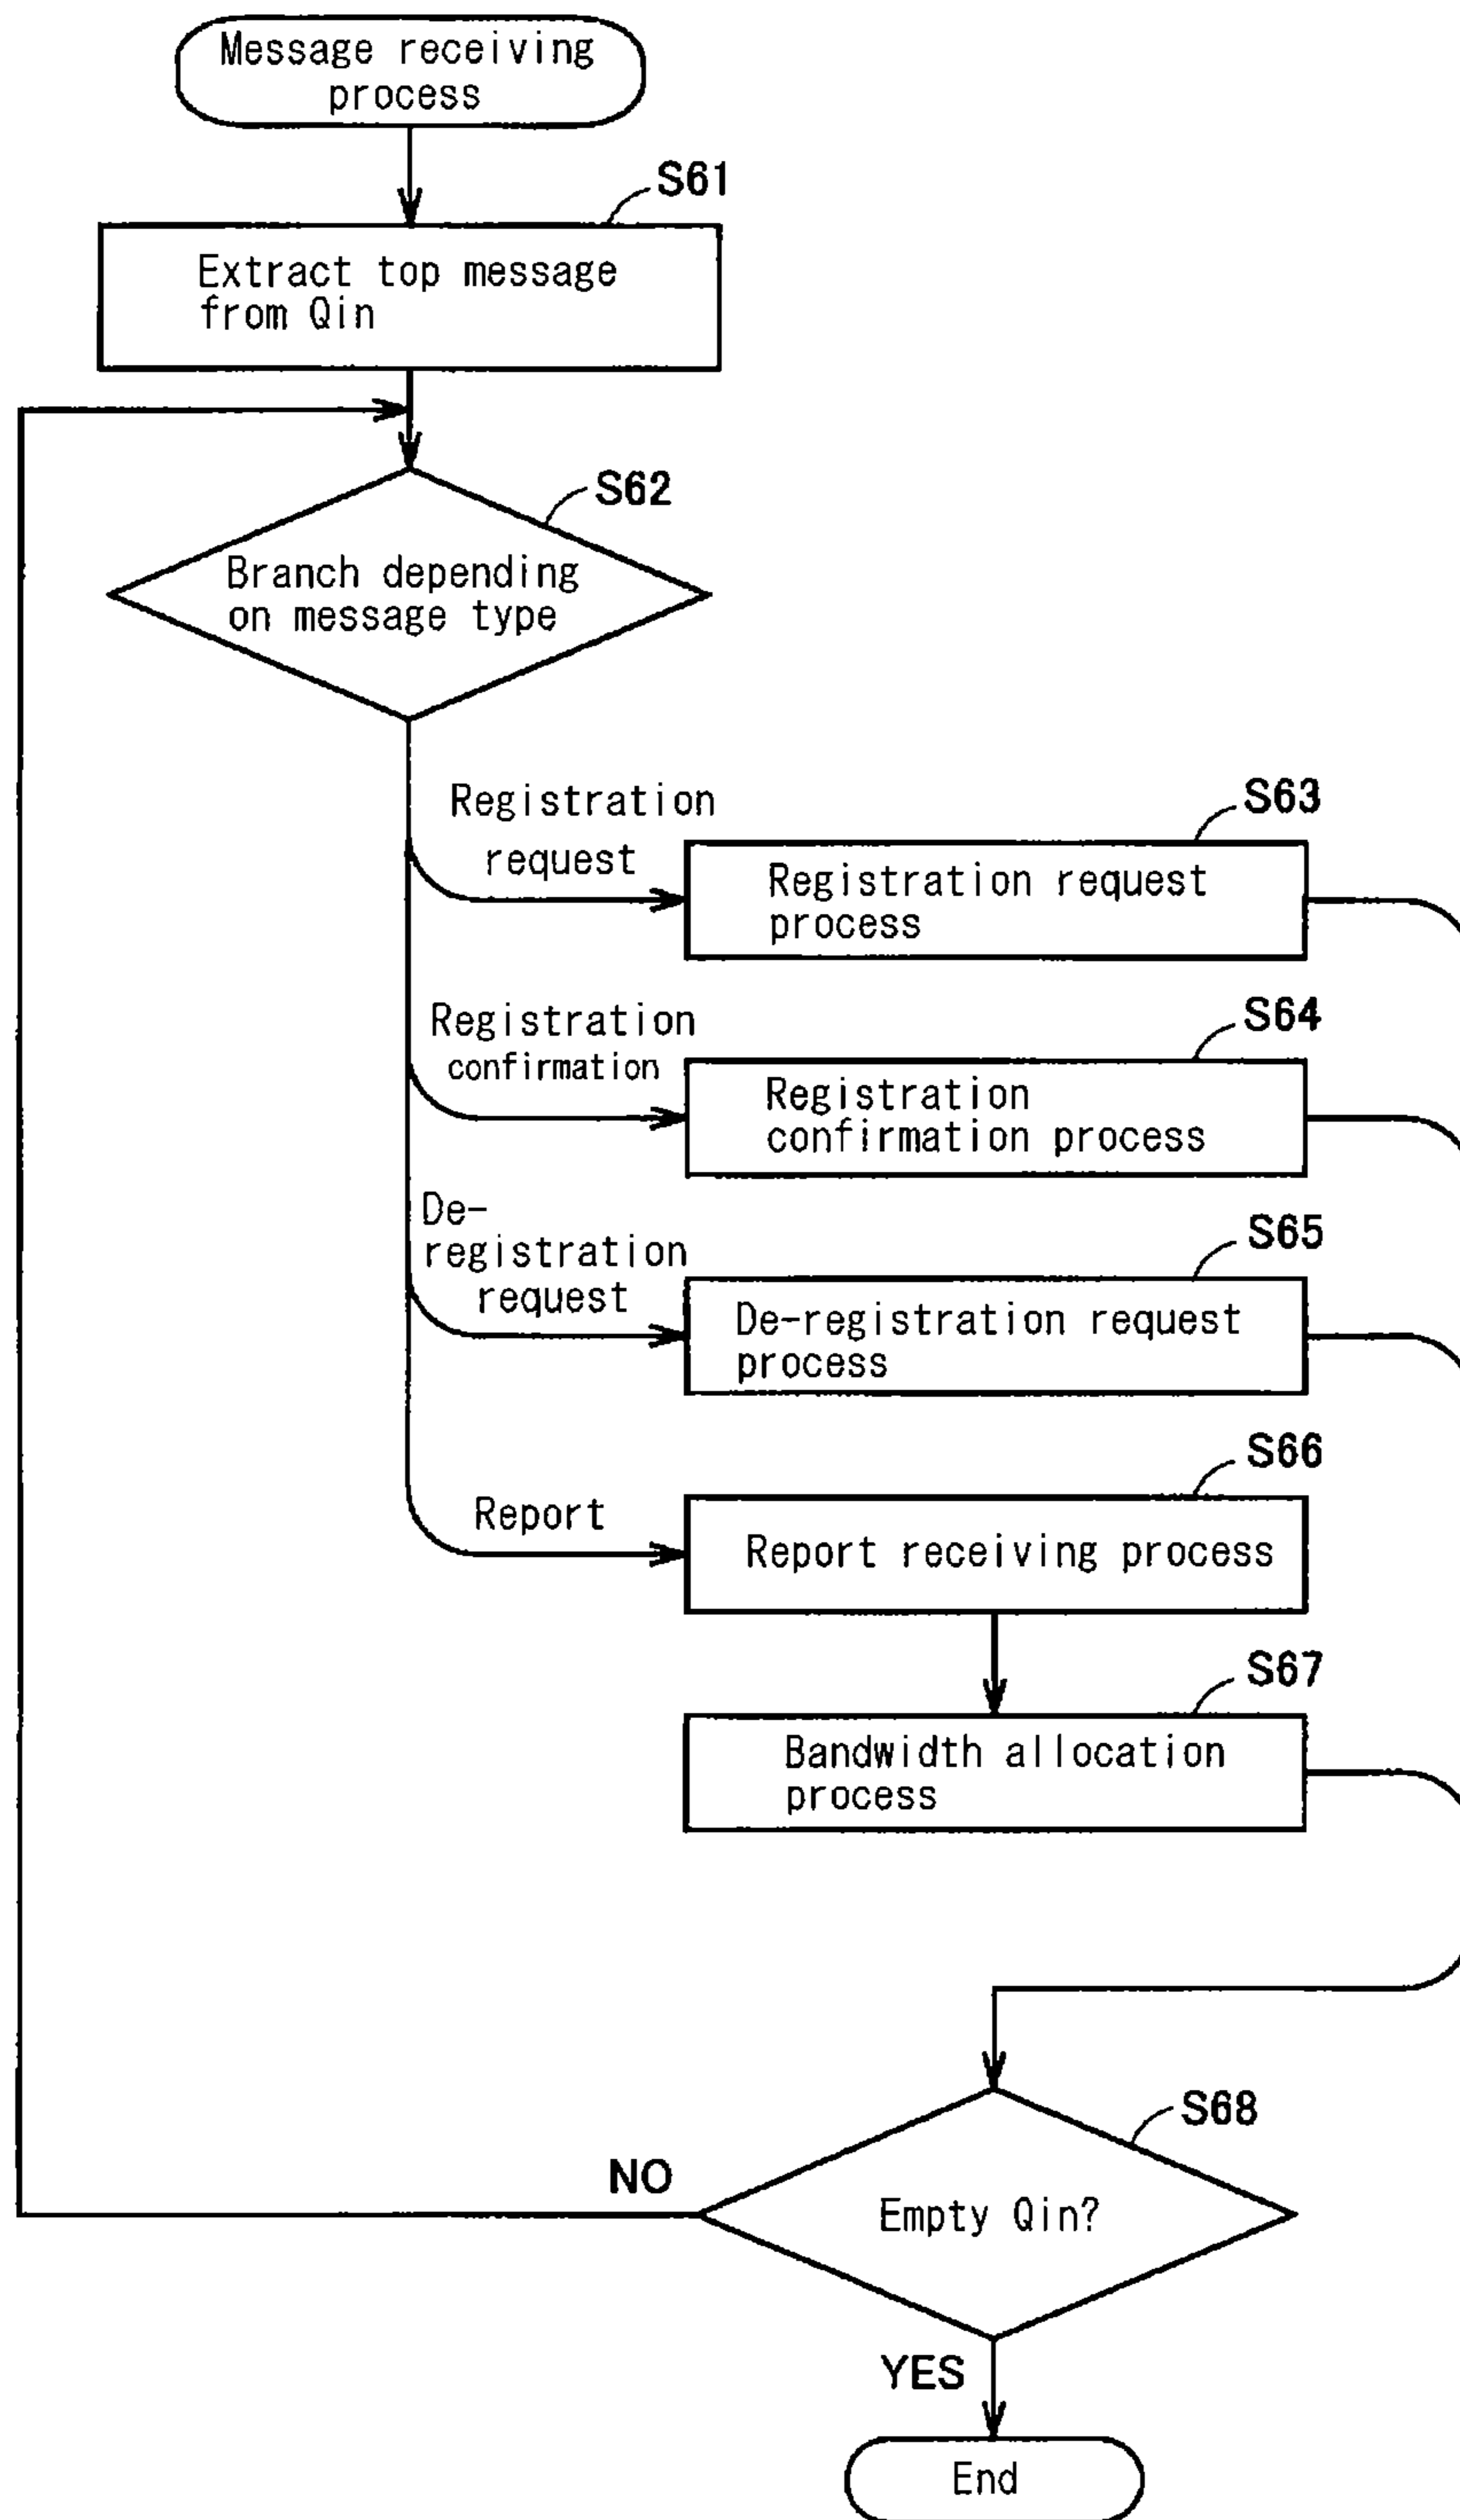 Message receiving
process
S61
Extract top message
from Qin
S62
Branch depending
on message type
Registration
request
S63
Registration request
process
Registration
confirmation
S64
Registration
confirmation process
De-
registration
request
S65
De-registration request
process
Report
S66
Report receiving process
S67
Bandwidth allocation
process
S68
NO
Empty Qin?
YES
End